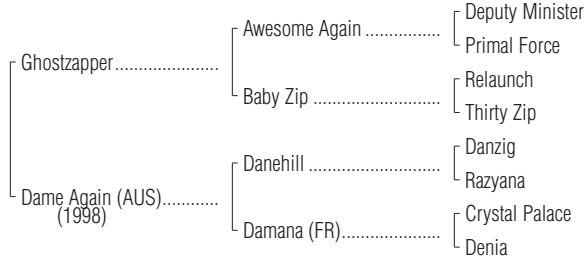 Deputy Minister
Awesome Again ..................
Primal Force
Ghostzapper......................
Relaunch
Baby Zip ..............................
Thirty Zip
Danzig
Danehill ...............................
Razyana
Dame Again (AUS)............
(1998)
Crystal Palace
Damana (FR).......................
Denia